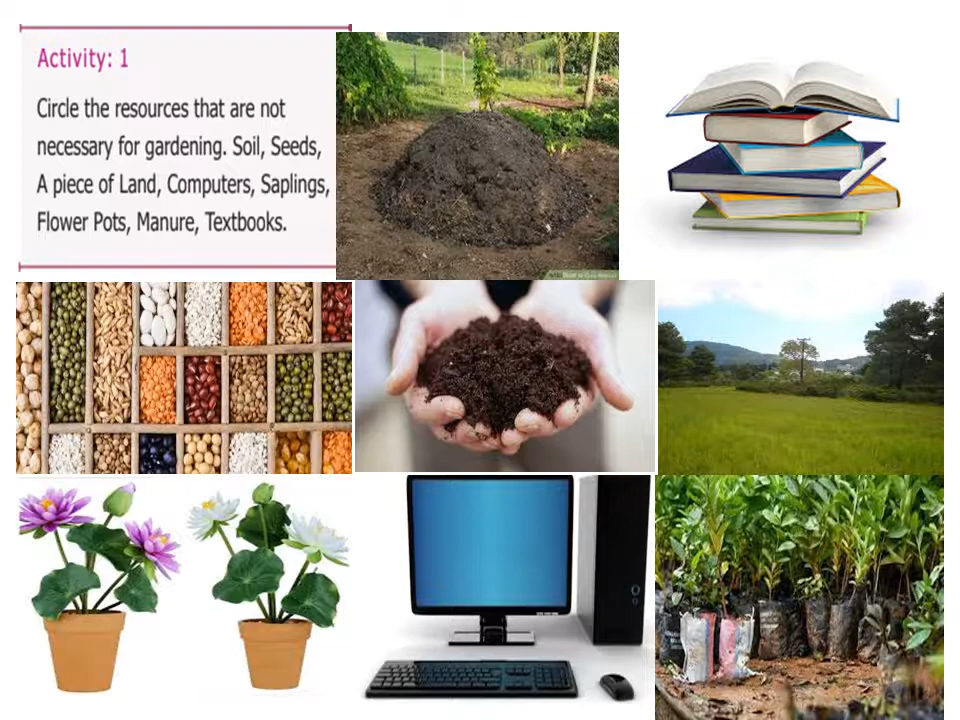 Activity: 1
Circle the resources that are not
necessary for gardening. Soil, Seeds,
A piece of Land, Computers, Saplings,
Flower Pots, Manure, Textbooks.